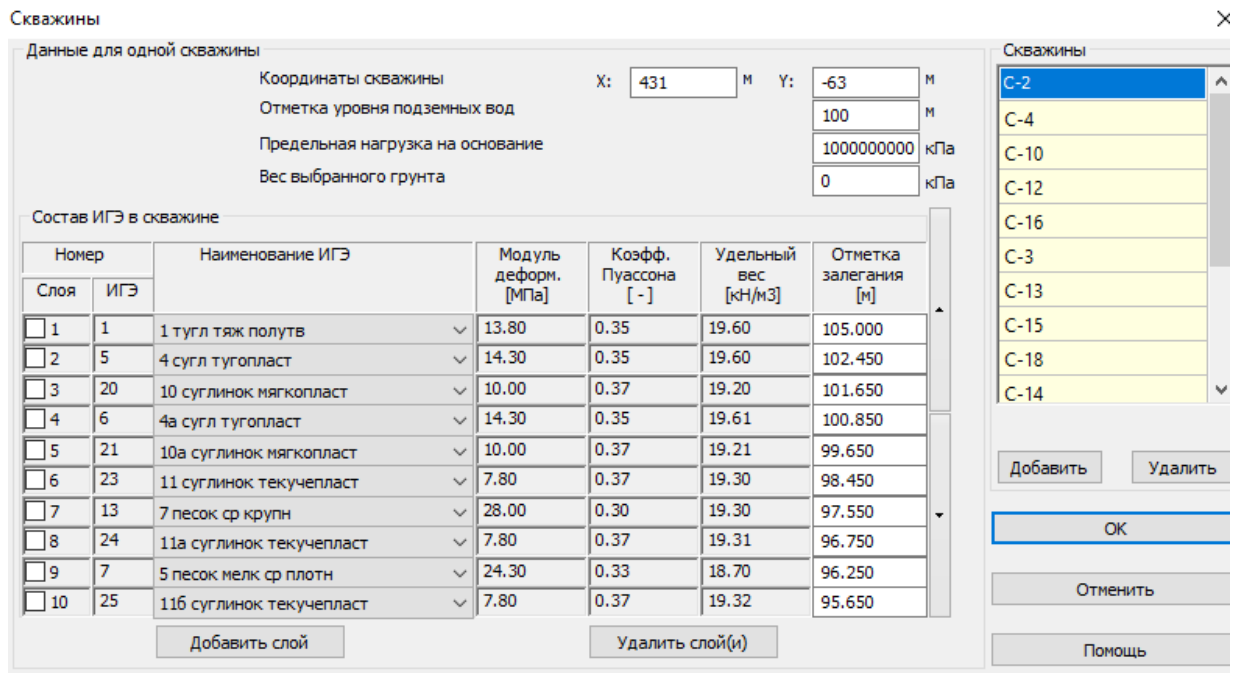 Скважины
Данные для одной скважины
Координаты скважины X: 431 м Y: -63 м
Отметка уровня подземных вод 100 м
Предельная нагрузка на основание 1000000000 кПа
Вес выбранного грунта 0 кПа
Состав ИГЭ в скважине
Номер Наименование ИГЭ Модуль деформ. [МПа] Коэфф. Пуассона [ - ] Удельный вес [кН/м3] Отметка залегания [м]
Слоя ИГЭ
1 1 1 тугл тяж полутв 13.80 0.35 19.60 105.000
2 5 4 сугл тугопласт 14.30 0.35 19.60 102.450
3 20 10 суглинок мягкопласт 10.00 0.37 19.20 101.650
4 6 4а сугл тугопласт 14.30 0.35 19.61 100.850
5 21 10а суглинок мягкопласт 10.00 0.37 19.21 99.650
6 23 11 суглинок текучепласт 7.80 0.37 19.30 98.450
7 13 7 песок ср крупн 28.00 0.30 19.30 97.550
8 24 11а суглинок текучепласт 7.80 0.37 19.31 96.750
9 7 5 песок мелк ср плотн 24.30 0.33 18.70 96.250
10 25 11б суглинок текучепласт 7.80 0.37 19.32 95.650
Добавить слой Удалить слой(и)
Скважины
С-2
С-4
С-10
С-12
С-16
С-3
С-13
С-15
С-18
С-14
Добавить Удалить
ОК
Отменить
Помощь